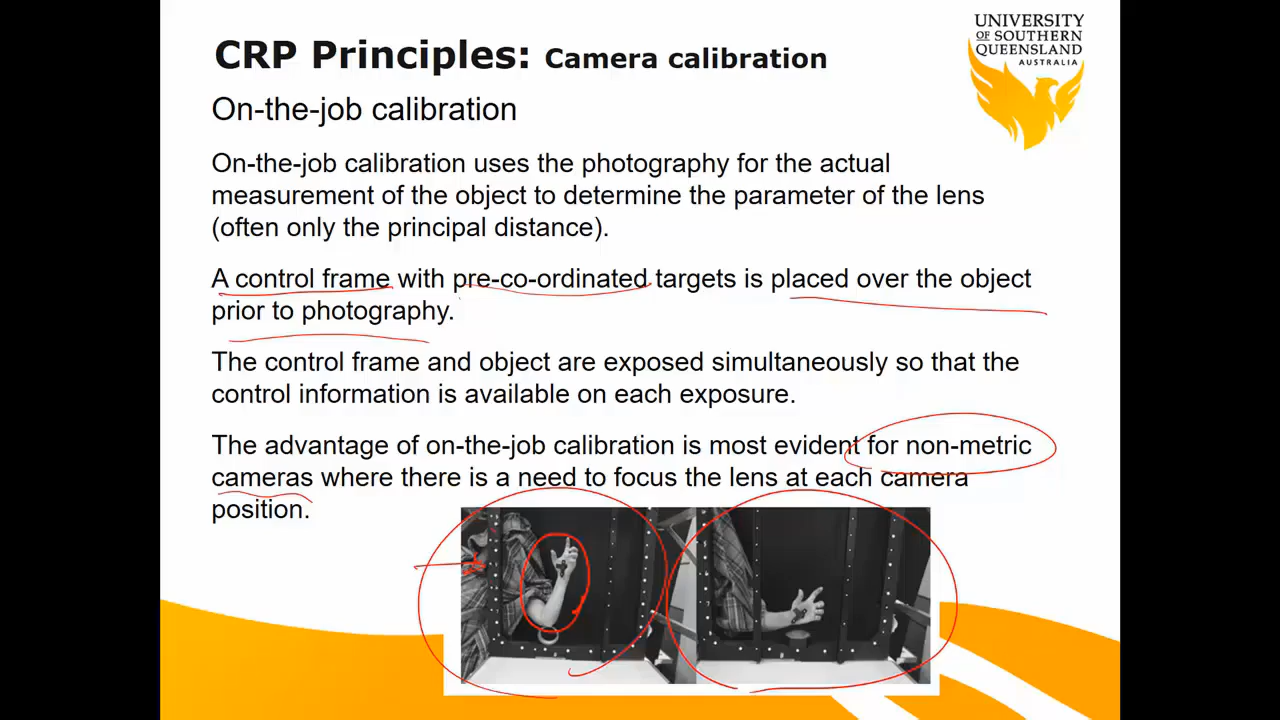 CRP Principles: Camera calibration
UNIVERSITY
OF SOUTHERN
QUEENSLAND
AUSTRALIA
On-the-job calibration
On-the-job calibration uses the photography for the actual
measurement of the object to determine the parameter of the lens
(often only the principal distance).
A control frame with pre-co-ordinated targets is placed over the object
prior to photography.
The control frame and object are exposed simultaneously so that the
control information is available on each exposure.
The advantage of on-the-job calibration is most evident for non-metric
cameras where there is a need to focus the lens at each camera
position.